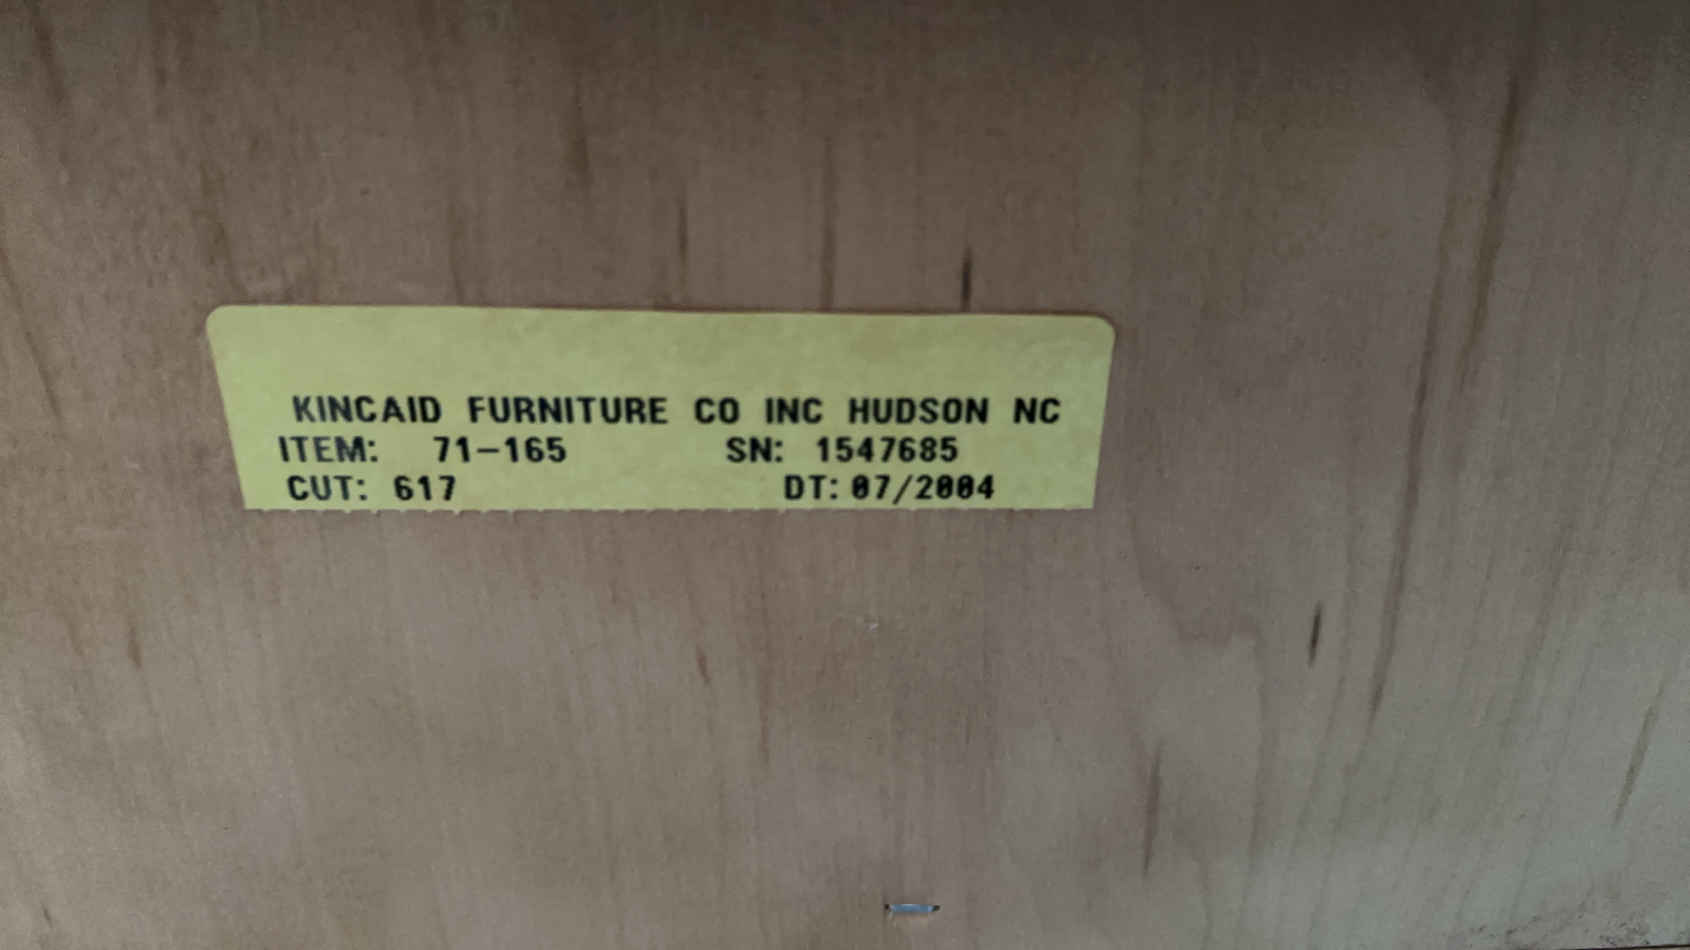 KINCAID FURNITURE CO INC HUDSON NC
ITEM: 71-165 SN: 1547685
CUT: 617 DT: 07/2004